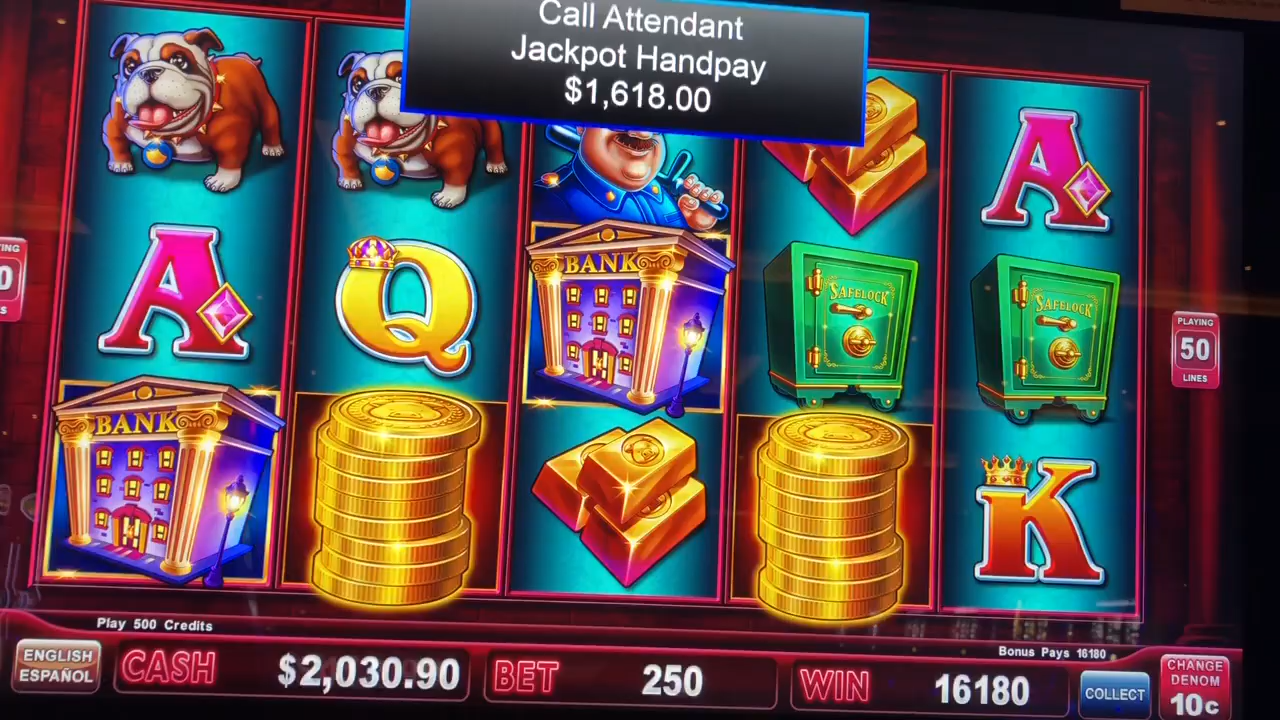 Call Attendant
Jackpot Handpay
$1,618.00
A
A
Q
BANK
SAFELOCK
SAFELOCK
PLAYING
50
LINES
BANK
K
Play 500 Credits
Bonus Pays 16180
ENGLISH
ESPAÑOL
CASH $2,030.90
BET 250
WIN 16180
COLLECT
CHANGE
DENOM
10¢